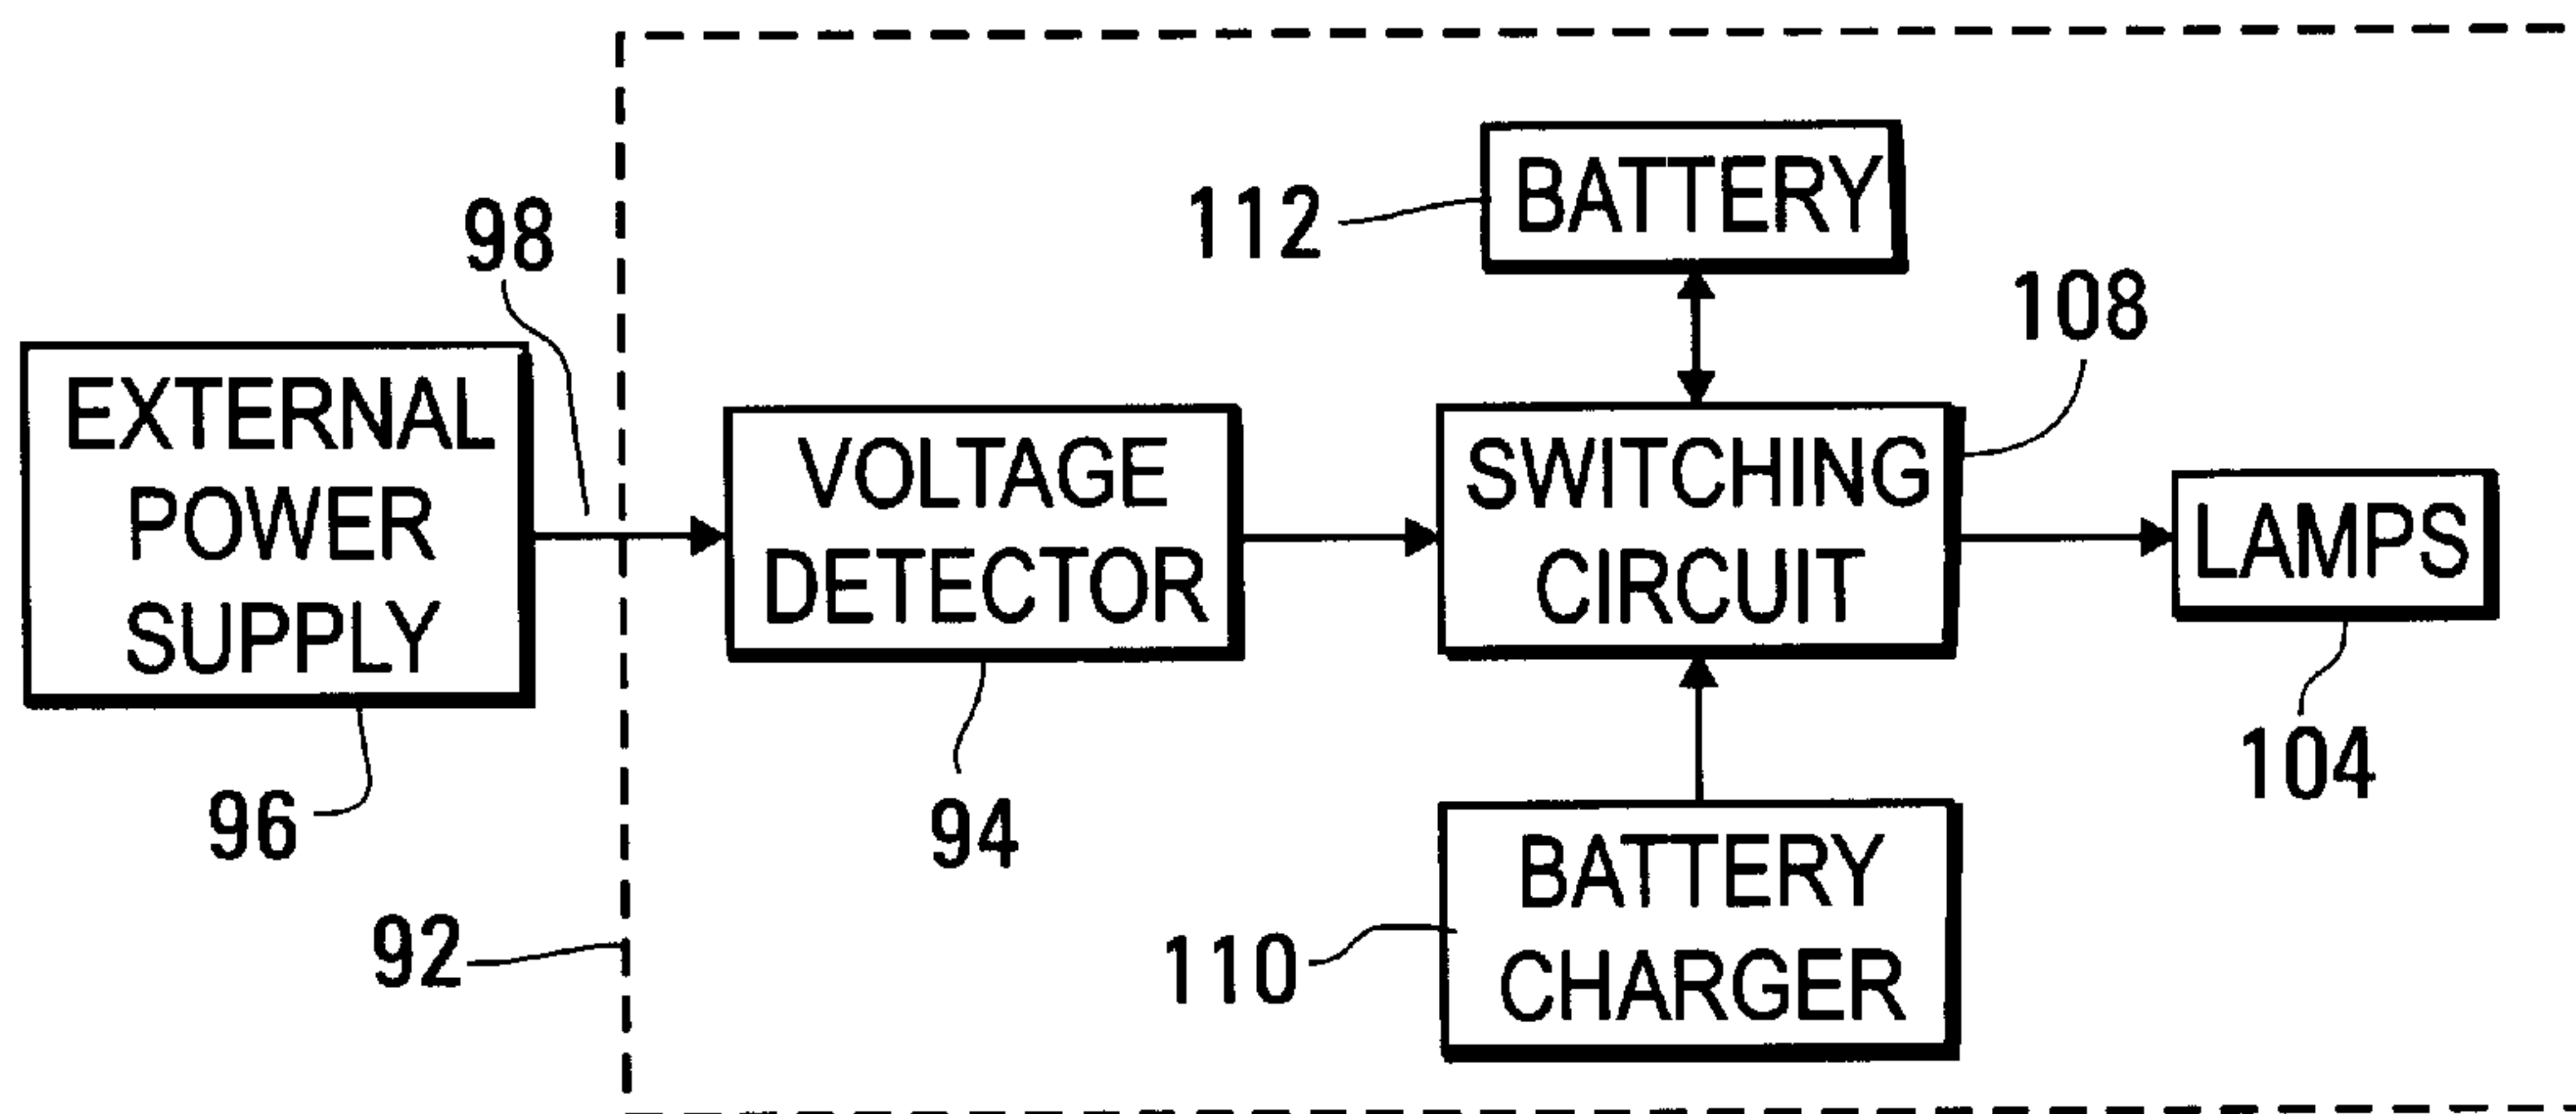 98
112
BATTERY
108
EXTERNAL
POWER
SUPPLY
VOLTAGE
DETECTOR
SWITCHING
CIRCUIT
LAMPS
96
94
104
92
110
BATTERY
CHARGER